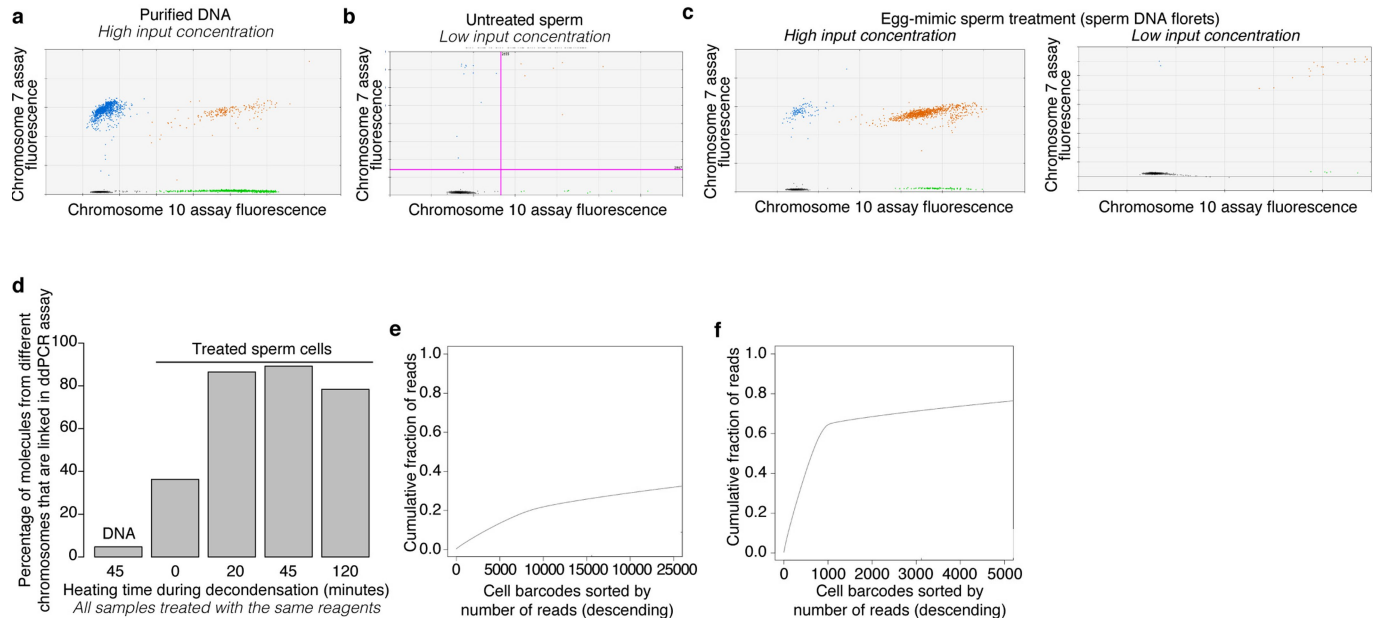 a
Purified DNA
High input concentration
Chromosome 7 assay
fluorescence
Chromosome 10 assay fluorescence
b
Untreated sperm
Low input concentration
Chromosome 7 assay
fluorescence
Chromosome 10 assay fluorescence
c
Egg-mimic sperm treatment (sperm DNA florets)
High input concentration
Low input concentration
Chromosome 7 assay
fluorescence
Chromosome 10 assay fluorescence
Chromosome 7 assay
fluorescence
Chromosome 10 assay fluorescence
d
Percentage of molecules from different
chromosomes that are linked in ddPCR assay
100
80
60
40
20
0
Treated sperm cells
DNA
45 0 20 45 120
Heating time during decondensation (minutes)
All samples treated with the same reagents
e
Cumulative fraction of reads
1.0
0.8
0.6
0.4
0.2
0.0
0 5000 10000 15000 20000 25000
Cell barcodes sorted by
number of reads (descending)
f
Cumulative fraction of reads
1.0
0.8
0.6
0.4
0.2
0.0
0 1000 2000 3000 4000 5000
Cell barcodes sorted by
number of reads (descending)